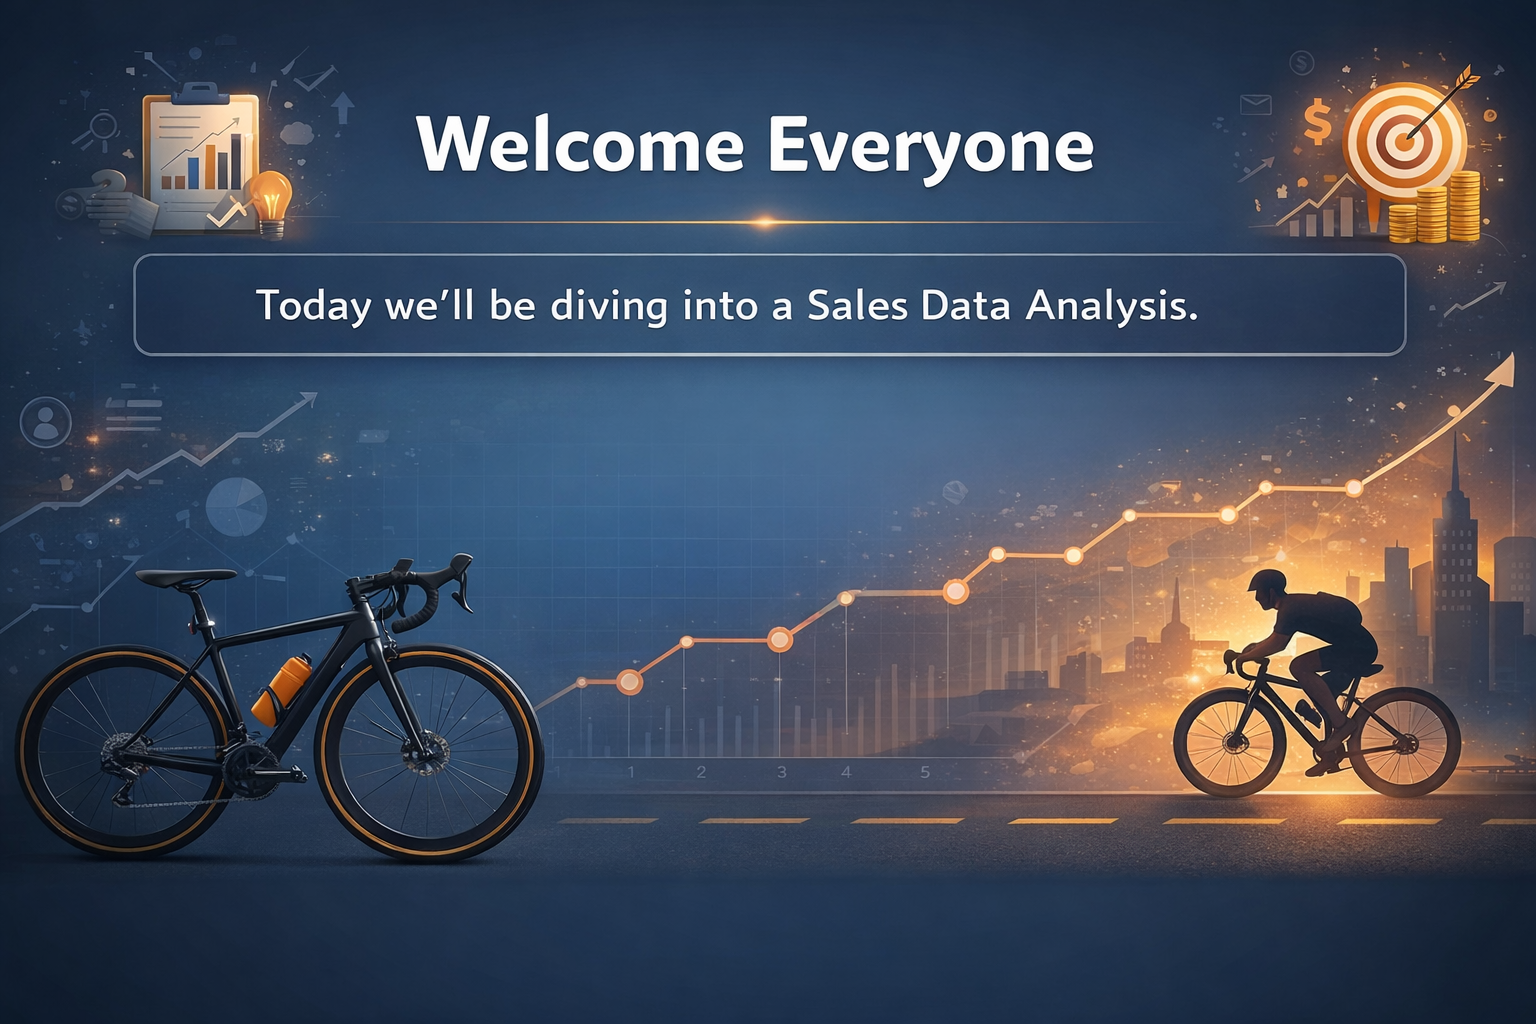 Welcome Everyone
$
$
Today we’ll be diving into a Sales Data Analysis.
1 2 3 4 5